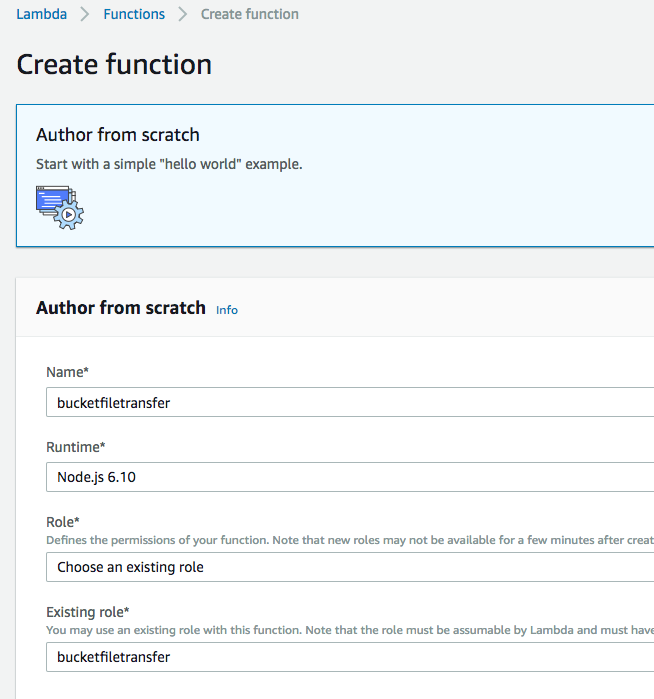 Lambda > Functions > Create function
Create function
Author from scratch
Start with a simple "hello world" example.
Author from scratch Info
Name*
bucketfiletransfer
Runtime*
Node.js 6.10
Role*
Defines the permissions of your function. Note that new roles may not be available for a few minutes after
Choose an existing role
Existing role*
You may use an existing role with this function. Note that the role must be assumable by Lambda and must have
bucketfiletransfer